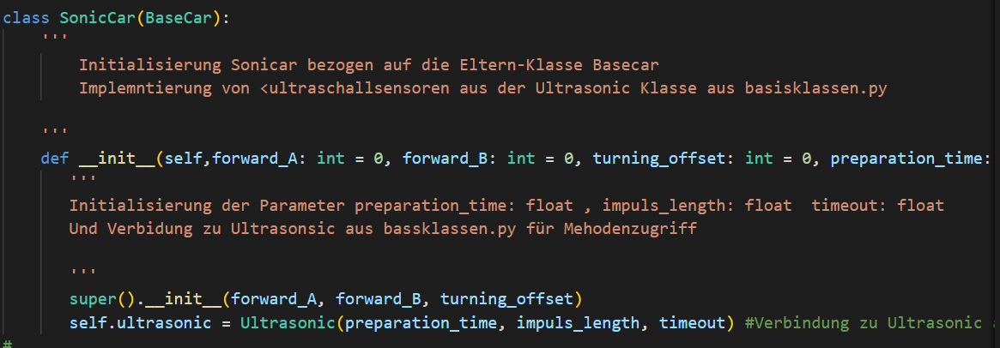 class SonicCar(BaseCar):
'''
Initialisierung Sonicar bezogen auf die Eltern-Klasse Basecar
Implemntierung von <ultraschallsensoren aus der Ultrasonic Klasse aus basisklassen.py
'''
def __init__(self,forward_A: int = 0, forward_B: int = 0, turning_offset: int = 0, preparation_time:
'''
Initialisierung der Parameter preparation_time: float , impuls_length: float  timeout: float
Und Verbidung zu Ultrasonsic aus bassklassen.py für Mehodenzugriff
'''
super().__init__(forward_A, forward_B, turning_offset)
self.ultrasonic = Ultrasonic(preparation_time, impuls_length, timeout) #Verbindung zu Ultrasonic
#